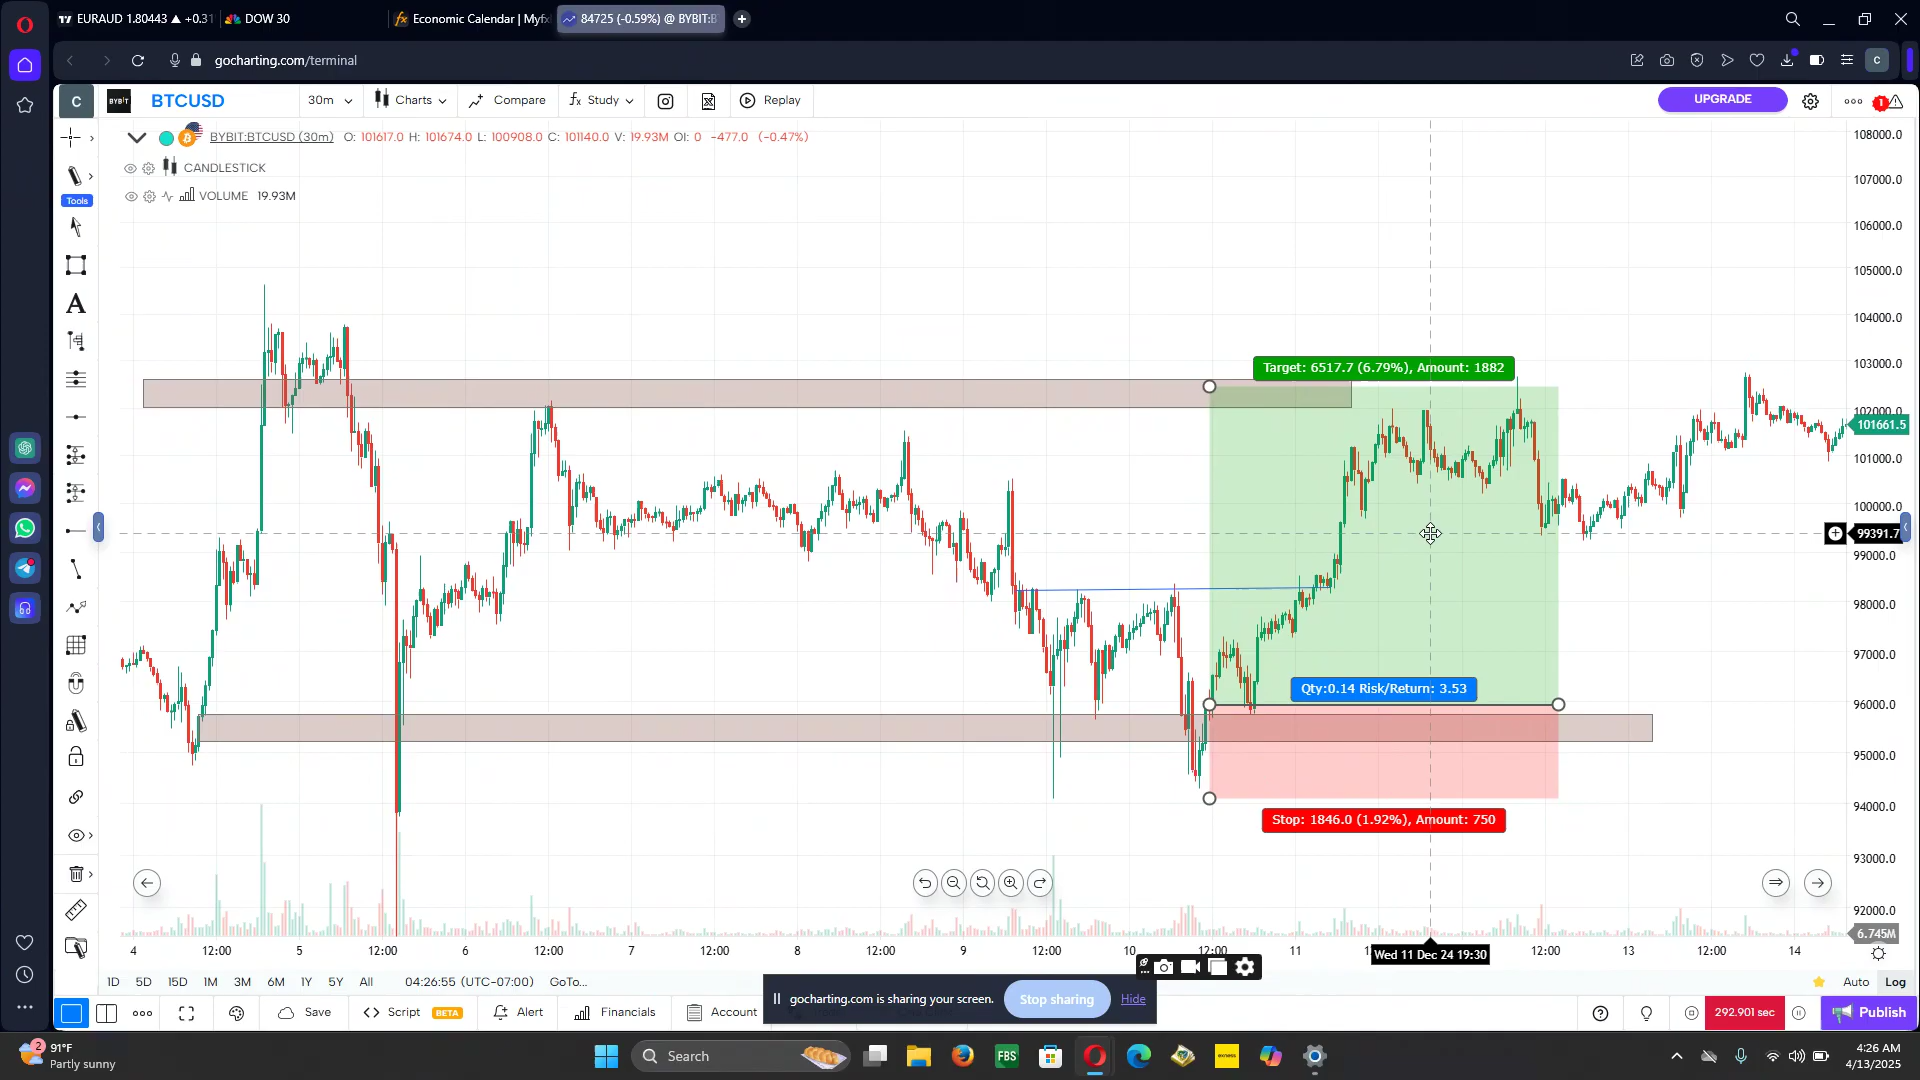 EURAUD 1.80443 ▲ +0.31
DOW 30
Economic Calendar | Myfx
84725 (-0.59%) @ BYBIT:B
gocharting.com/terminal
C
C
BYBIT
BTCUSD
30m
Charts
Compare
Study
Replay
UPGRADE
1
BYBIT:BTCUSD (30m) O: 101617.0 H: 101674.0 L: 100908.0 C: 101140.0 V: 19.93M OI: 0 -477.0 (-0.47%)
CANDLESTICK
VOLUME 19.93M
Tools
A
108000.0
107000.0
106000.0
105000.0
104000.0
103000.0
102000.0
101661.5
101000.0
100000.0
99391.7
99000.0
98000.0
97000.0
96000.0
95000.0
94000.0
93000.0
92000.0
6.745M
Target: 6517.7 (6.79%), Amount: 1882
Qty:0.14 Risk/Return: 3.53
Stop: 1846.0 (1.92%), Amount: 750
4 12:00 5 12:00 6 12:00 7 12:00 8 12:00 9 12:00 10 12:00 11 Wed 11 Dec 24 19:30 12:00 13 12:00 14
1D 5D 15D 1M 3M 6M 1Y 5Y All 04:26:55 (UTC-07:00) GoTo...
Auto Log
Save
Script BETA
Alert
Financials
Account
gocharting.com is sharing your screen.
Stop sharing
Hide
292.901 sec
Publish
2
91°F
Partly sunny
Search
FBS
exness
4:26 AM
4/13/2025